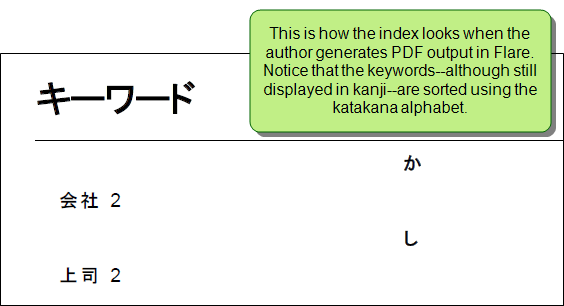 This is how the index looks when the
author generates PDF output in Flare.
Notice that the keywords--although still
displayed in kanji--are sorted using the
katakana alphabet.
キーワード
か
会社 2
し
上司 2